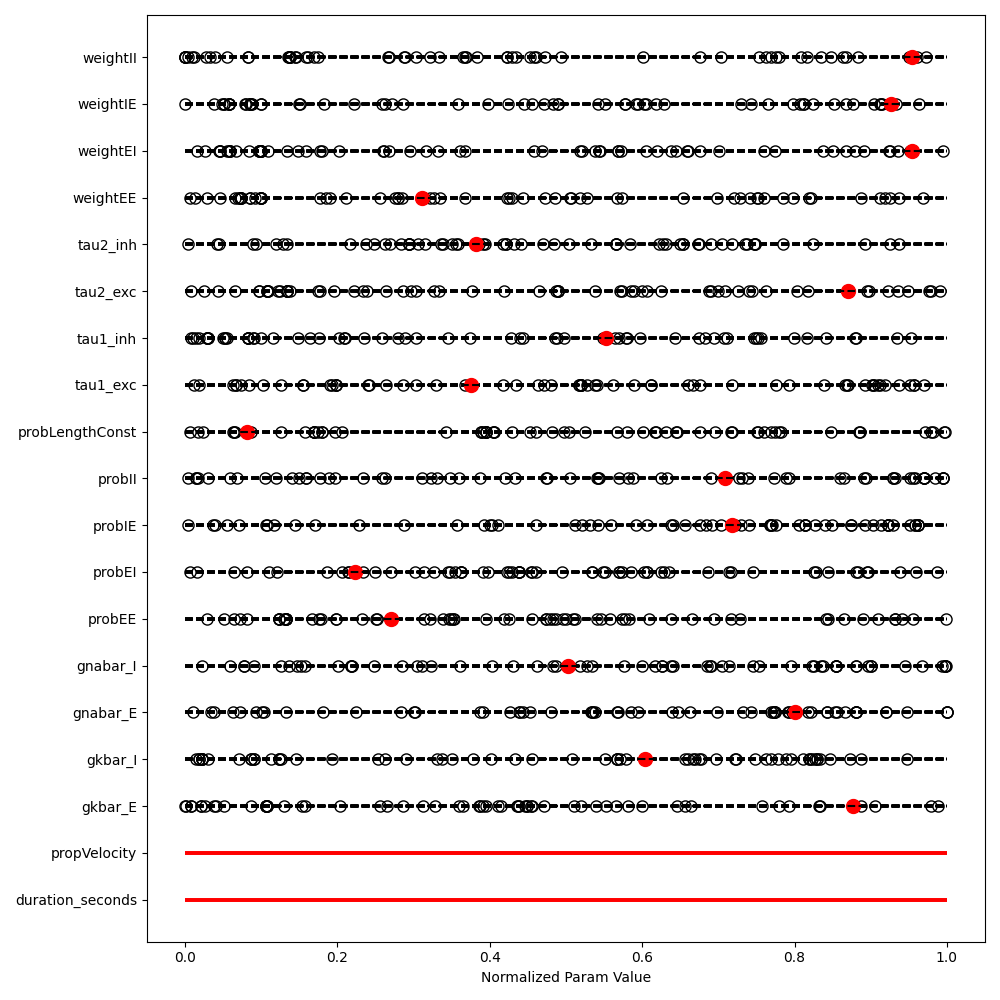 weightII
weightIE
weightEI
weightEE
tau2_inh
tau2_exc
tau1_inh
tau1_exc
probLengthConst
probII
probIE
probEI
probEE
gnabar_I
gnabar_E
gkbar_I
gkbar_E
propVelocity
duration_seconds
0.0 0.2 0.4 0.6 0.8 1.0
Normalized Param Value